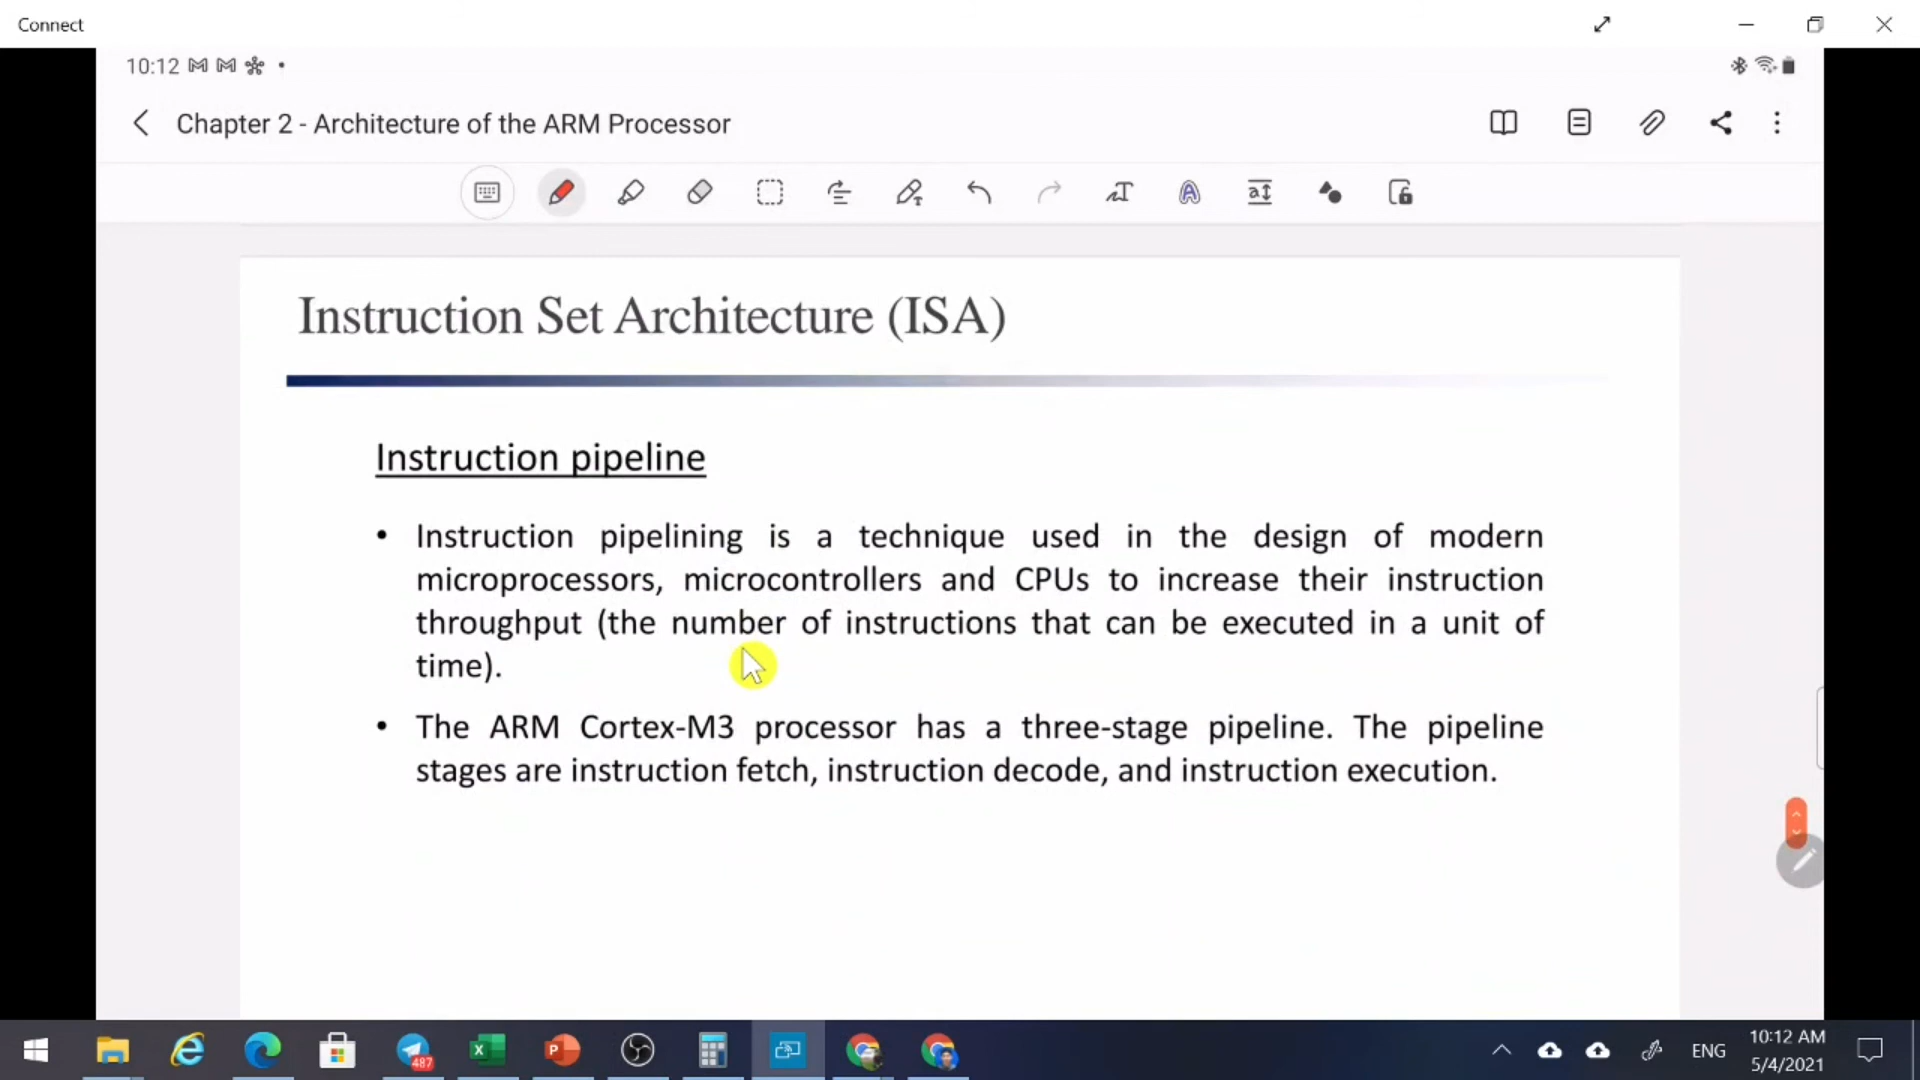 Connect
10:12
Chapter 2 - Architecture of the ARM Processor
Instruction Set Architecture (ISA)
Instruction pipeline
• Instruction pipelining is a technique used in the design of modern
microprocessors, microcontrollers and CPUs to increase their instruction
throughput (the number of instructions that can be executed in a unit of
time).
• The ARM Cortex-M3 processor has a three-stage pipeline. The pipeline
stages are instruction fetch, instruction decode, and instruction execution.
487
ENG
10:12 AM
5/4/2021